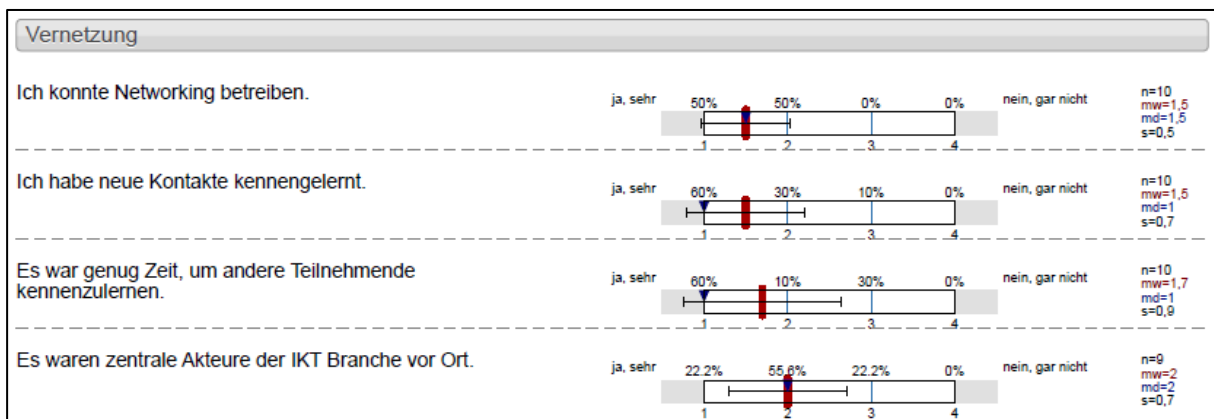 Vernetzung
Ich konnte Networking betreiben.
ja, sehr
50% 50% 0% 0%
nein, gar nicht
1 2 3 4
n=10
mw=1,5
md=1,5
s=0,5
Ich habe neue Kontakte kennengelernt.
ja, sehr
60% 30% 10% 0%
nein, gar nicht
1 2 3 4
n=10
mw=1,5
md=1
s=0,7
Es war genug Zeit, um andere Teilnehmende
kennenzulernen.
ja, sehr
60% 10% 30% 0%
nein, gar nicht
1 2 3 4
n=10
mw=1,7
md=1
s=0,9
Es waren zentrale Akteure der IKT Branche vor Ort.
ja, sehr
22.2% 55.6% 22.2% 0%
nein, gar nicht
1 2 3 4
n=9
mw=2
md=2
s=0,7